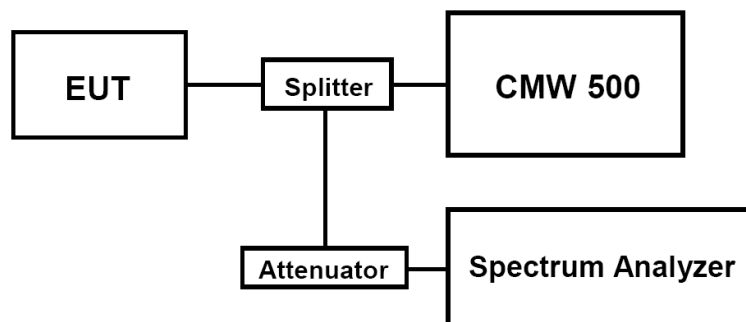 EUT
Splitter
CMW 500
Attenuator
Spectrum Analyzer